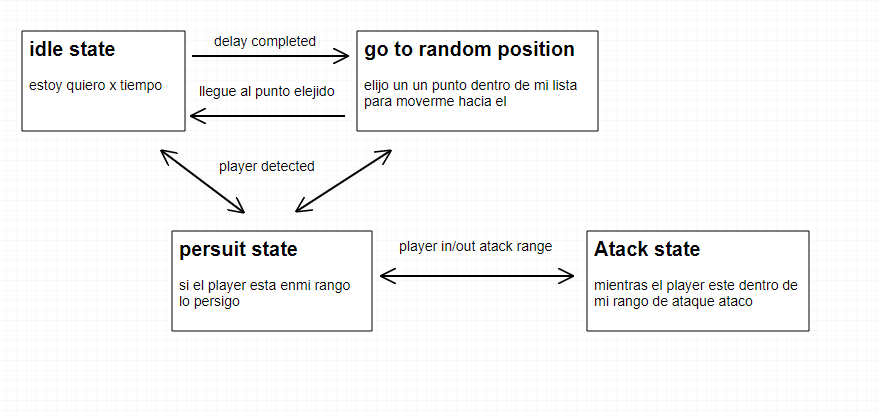 idle state
estoy quiero x tiempo
delay completed
llegue al punto elejido
go to random position
elijo un un punto dentro de mi lista
para moverme hacia el
player detected
persuit state
si el player esta enmi rango
lo persigo
player in/out atack range
Atack state
mientras el player este dentro de
mi rango de ataque ataco